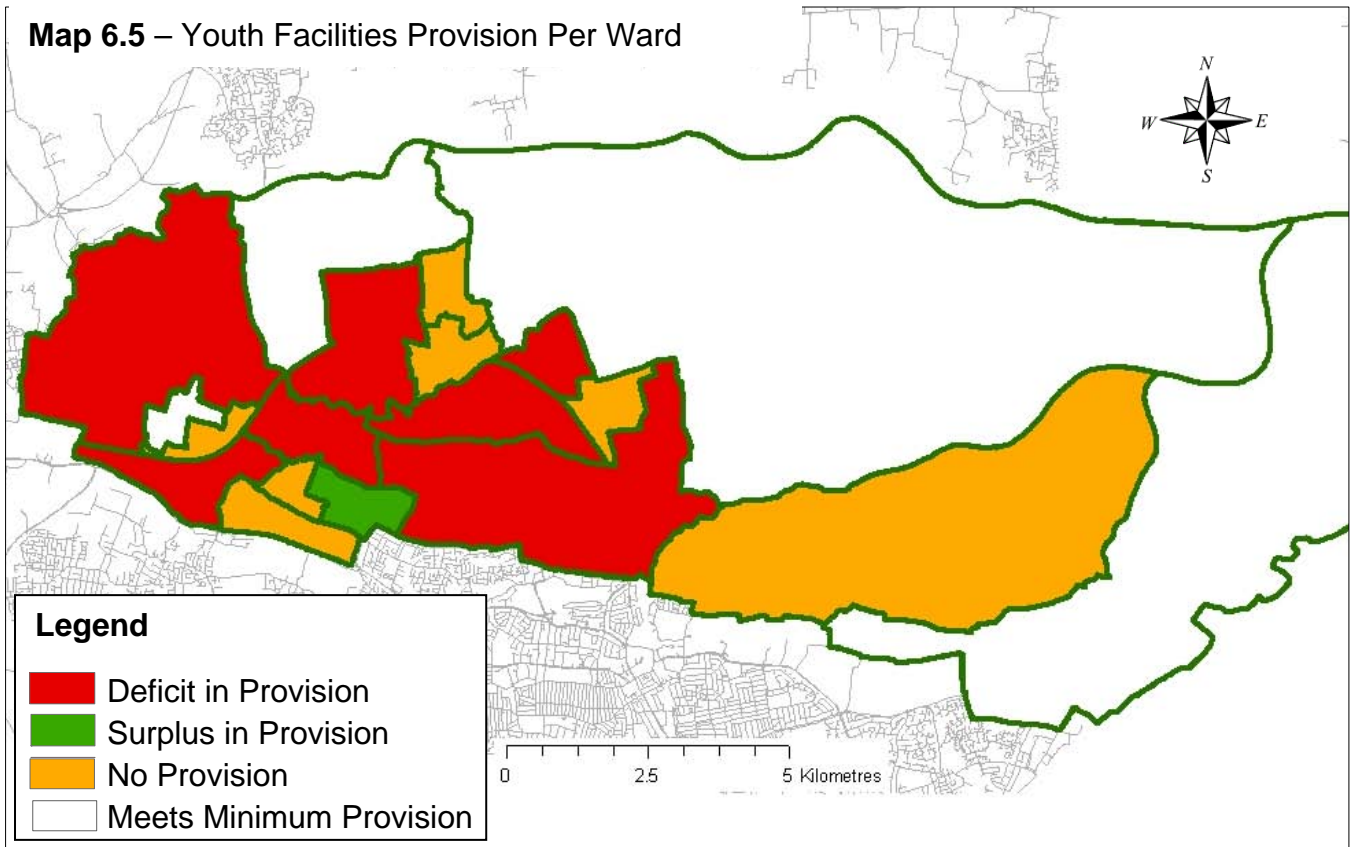 Map 6.5 – Youth Facilities Provision Per Ward
N
W E
S
Legend
Deficit in Provision
Surplus in Provision
No Provision
Meets Minimum Provision
0 2.5 5 Kilometres